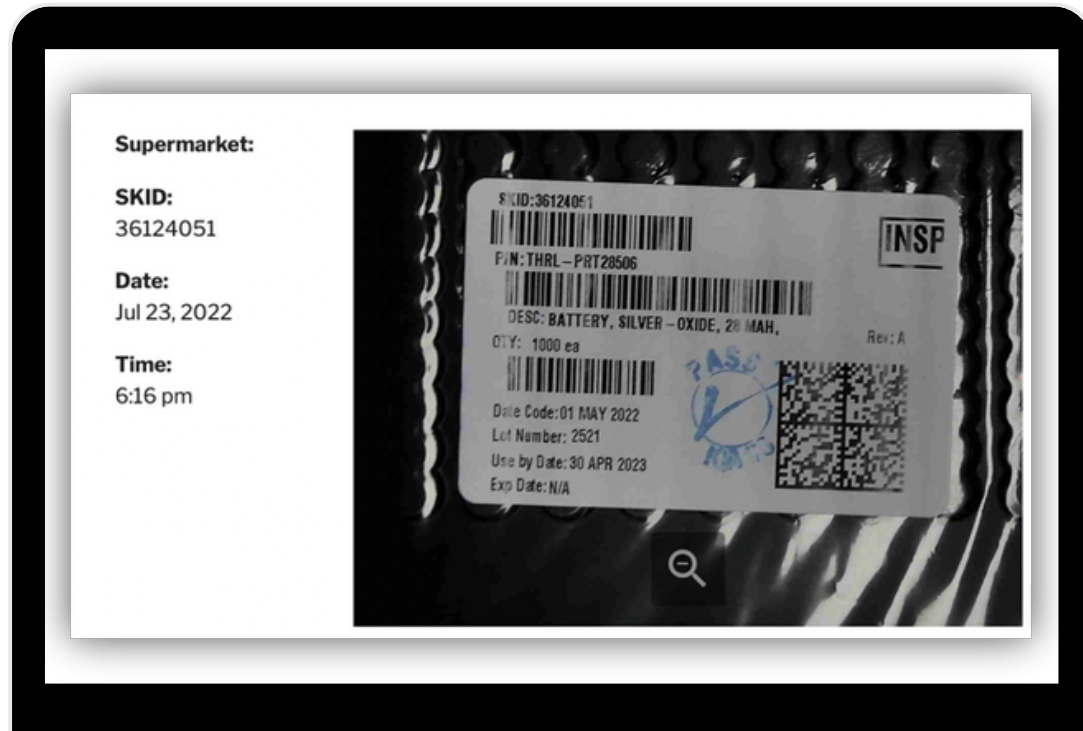 Supermarket:
SKID:
36124051
Date:
Jul 23, 2022
Time:
6:16 pm
SKID:36124051
INSP
P/N:THRL-PRT28506
DESC: BATTERY, SILVER-OXIDE, 28 MAH,
Rev: A
QTY: 1000 ea
PASS
Date Code:01 MAY 2022
Lot Number: 2521
Use by Date:30 APR 2023
Exp Date:N/A